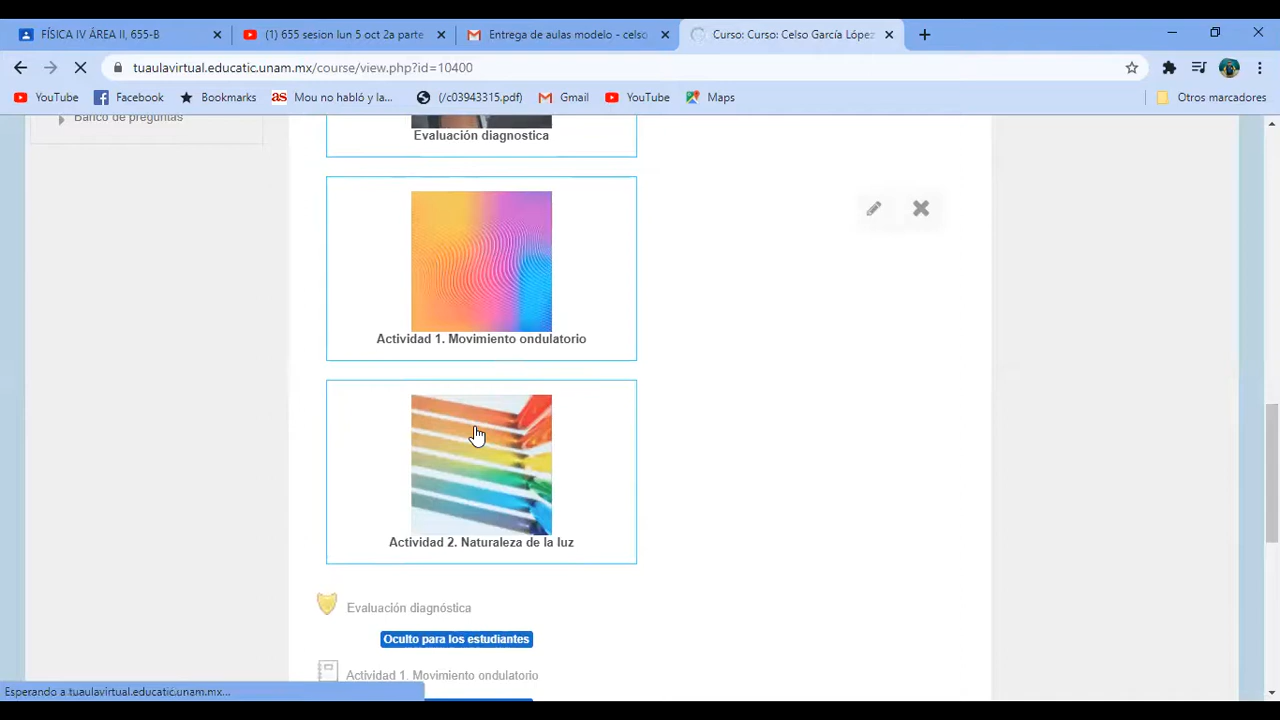 FÍSICA IV ÁREA II, 655-B
(1) 655 sesion lun 5 oct 2a parte
Entrega de aulas modelo - celso
Curso: Curso: Celso García López
tuaulavirtual.educatic.unam.mx/course/view.php?id=10400
YouTube
Facebook
Bookmarks
as
Mou no habló y la...
(/c03943315.pdf)
Gmail
YouTube
Maps
Otros marcadores
Banco de preguntas
Evaluación diagnostica
Actividad 1. Movimiento ondulatorio
Actividad 2. Naturaleza de la luz
Evaluación diagnóstica
Oculto para los estudiantes
Actividad 1. Movimiento ondulatorio
Esperando a tuaulavirtual.educatic.unam.mx...